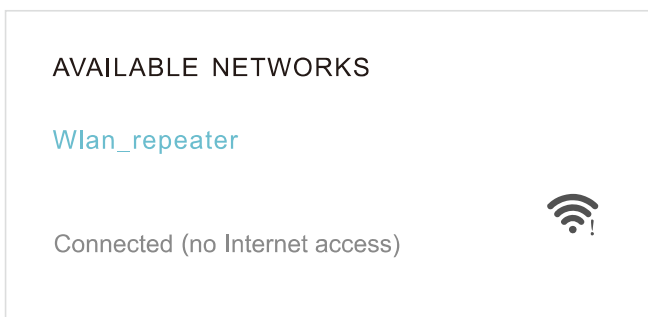 AVAILABLE NETWORKS
Wlan_repeater
Connected (no Internet access)